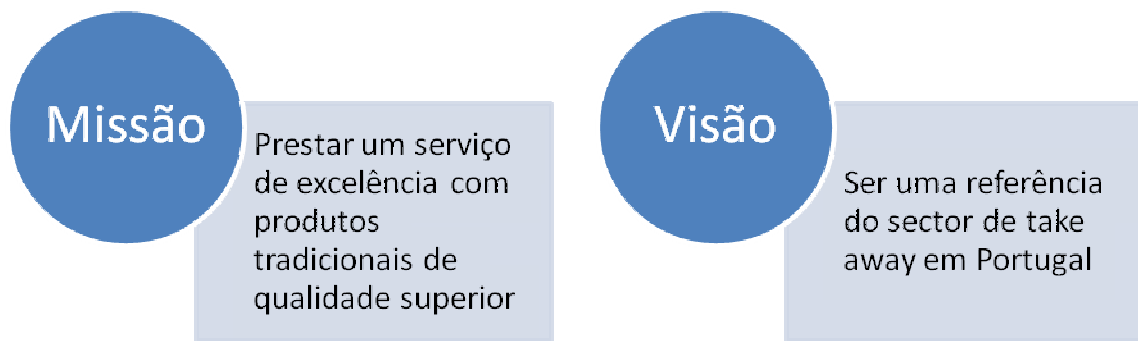 Missão
Prestar um serviço
de excelência com
produtos
tradicionais de
qualidade superior
Visão
Ser uma referência
do sector de take
away em Portugal